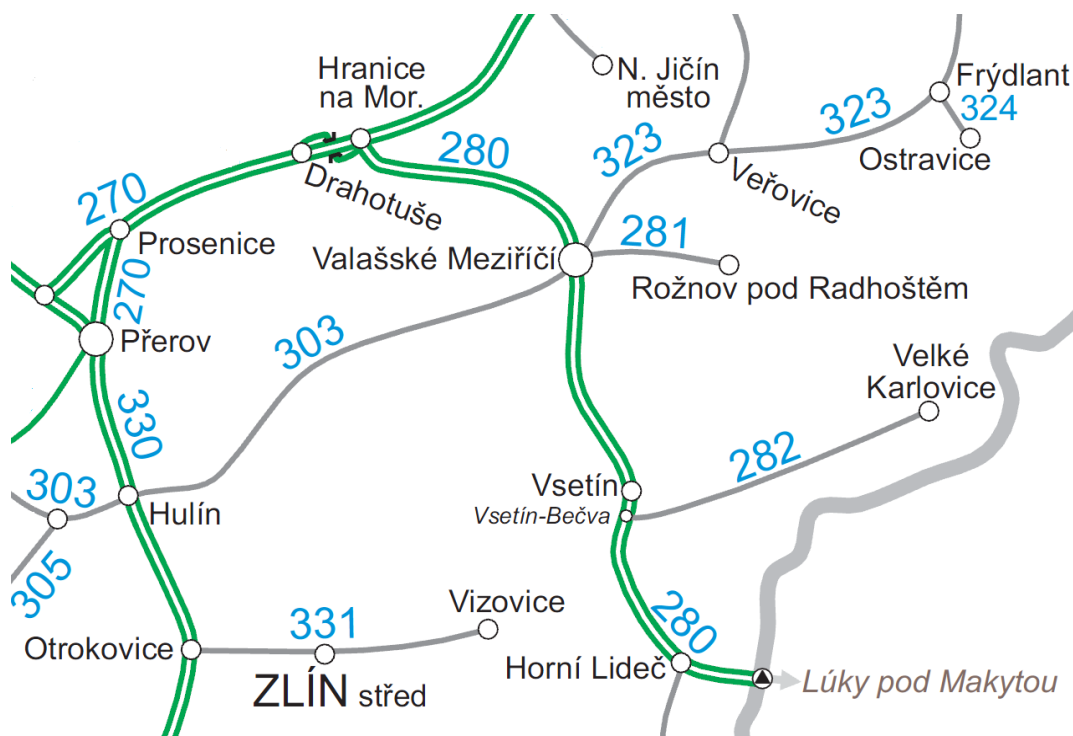 Hranice
na Mor.
N. Jičín
město
Frýdlant
324
Ostravice
323
323
Veřovice
280
Drahotuše
270
Prosenice
270
Přerov
Valašské Meziříčí
281
Rožnov pod Radhoštěm
303
330
Velké
Karlovice
282
Vsetín
Vsetín-Bečva
303
Hulín
305
Otrokovice
331
Vizovice
ZLÍN střed
280
Horní Lideč
Lúky pod Makytou